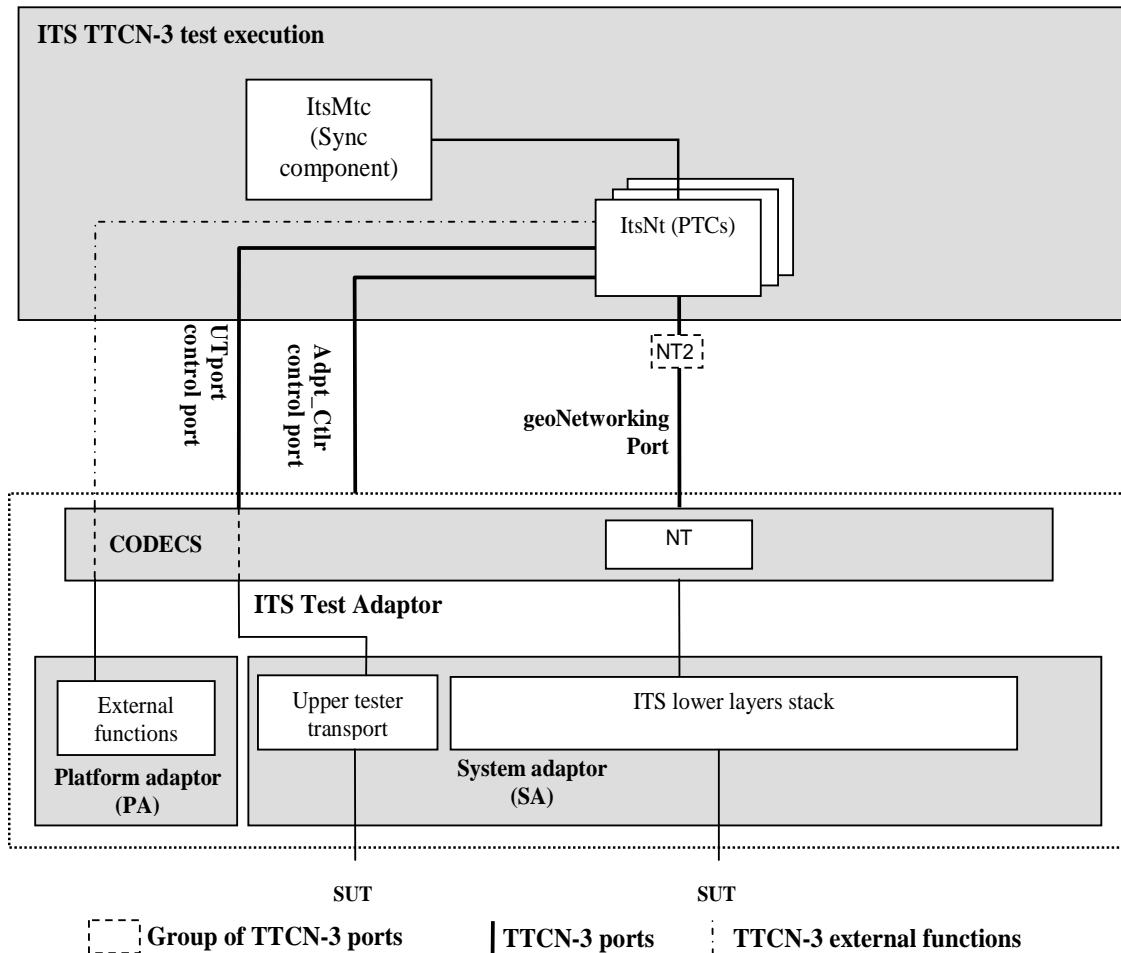 ITS TTCN-3 test execution
ItsMtc
(Sync
component)
ItsNt (PTCs)
UTport
control port
Adpt_Ctlr
control port
NT2
geoNetworking
Port
CODECS
NT
ITS Test Adaptor
External
functions
Upper tester
transport
ITS lower layers stack
Platform adaptor
(PA)
System adaptor
(SA)
SUT
SUT
Group of TTCN-3 ports
TTCN-3 ports
TTCN-3 external functions